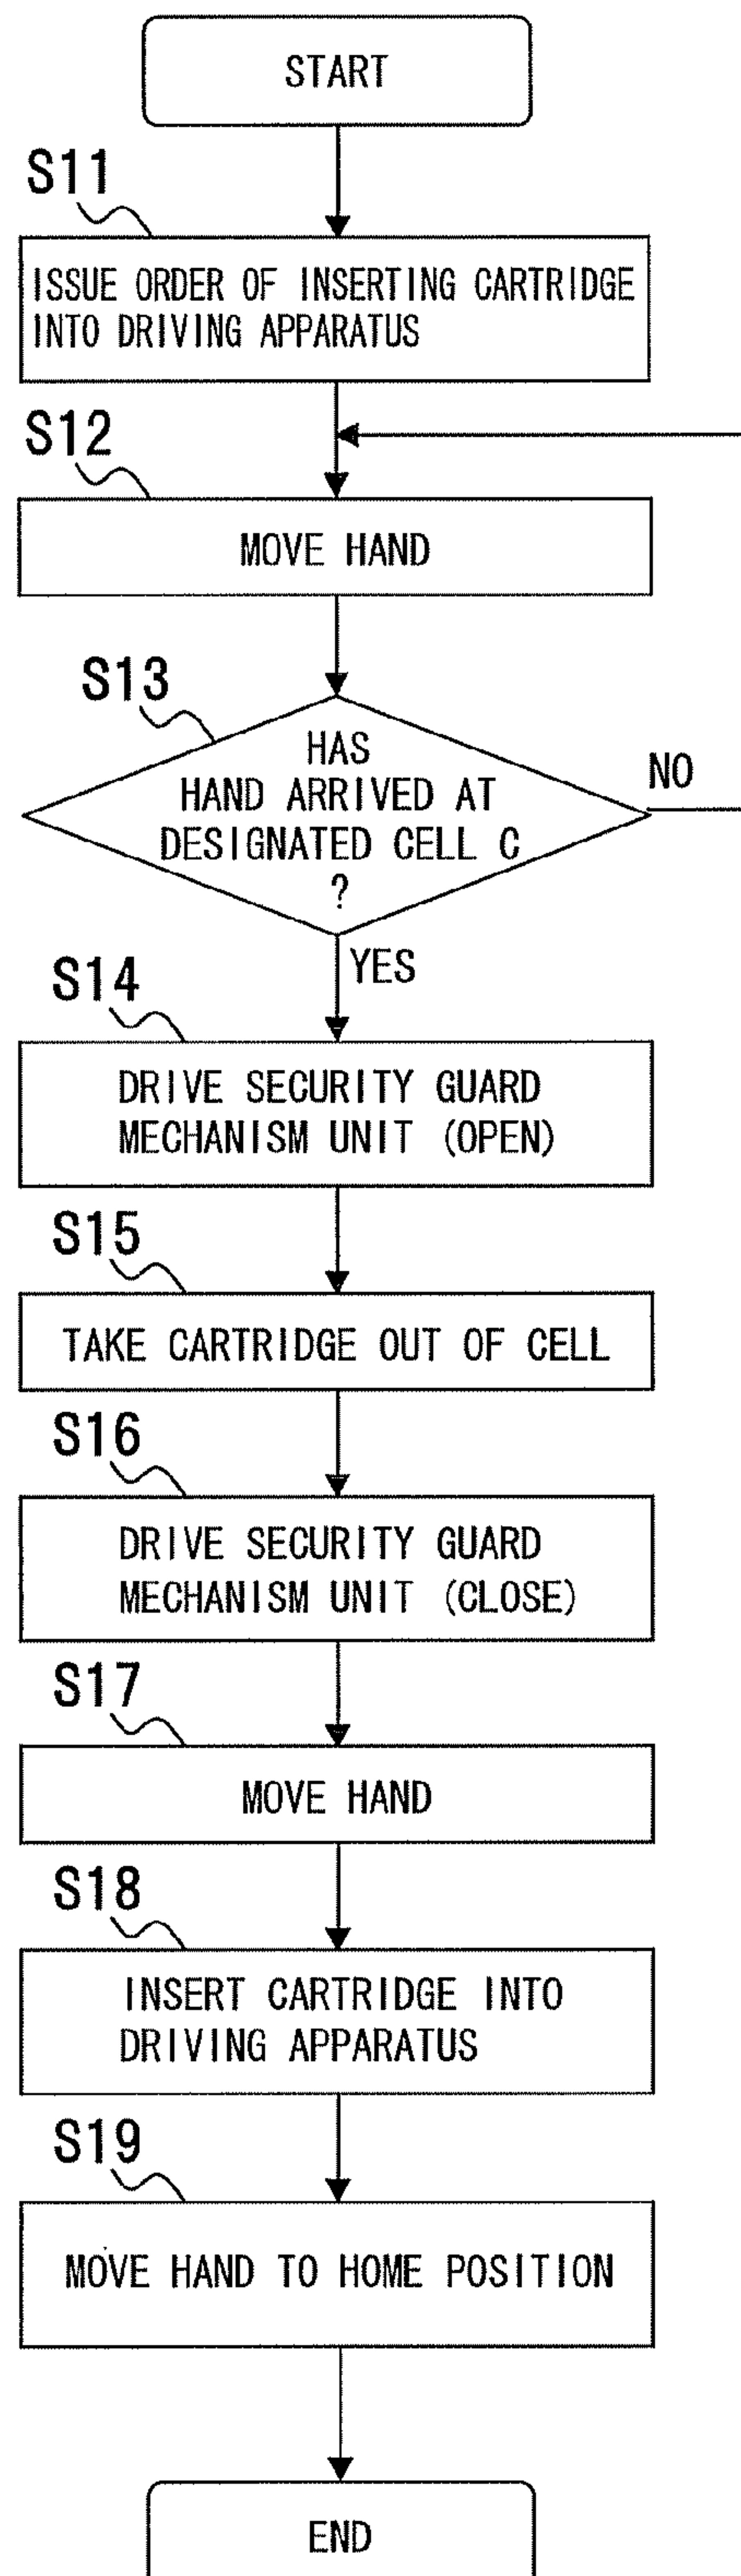 START
S11
ISSUE ORDER OF INSERTING CARTRIDGE
INTO DRIVING APPARATUS
S12
MOVE HAND
S13
HAS
HAND ARRIVED AT
DESIGNATED CELL C
?
NO
YES
S14
DRIVE SECURITY GUARD
MECHANISM UNIT (OPEN)
S15
TAKE CARTRIDGE OUT OF CELL
S16
DRIVE SECURITY GUARD
MECHANISM UNIT (CLOSE)
S17
MOVE HAND
S18
INSERT CARTRIDGE INTO
DRIVING APPARATUS
S19
MOVE HAND TO HOME POSITION
END